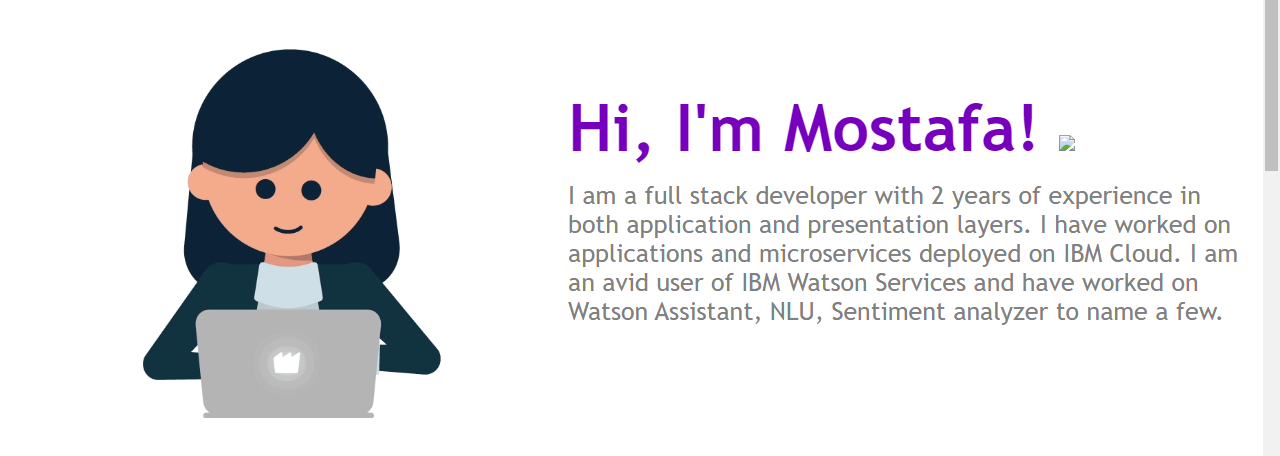 Hi, I'm Mostafa!
I am a full stack developer with 2 years of experience in
both application and presentation layers. I have worked on
applications and microservices deployed on IBM Cloud. I am
an avid user of IBM Watson Services and have worked on
Watson Assistant, NLU, Sentiment analyzer to name a few.